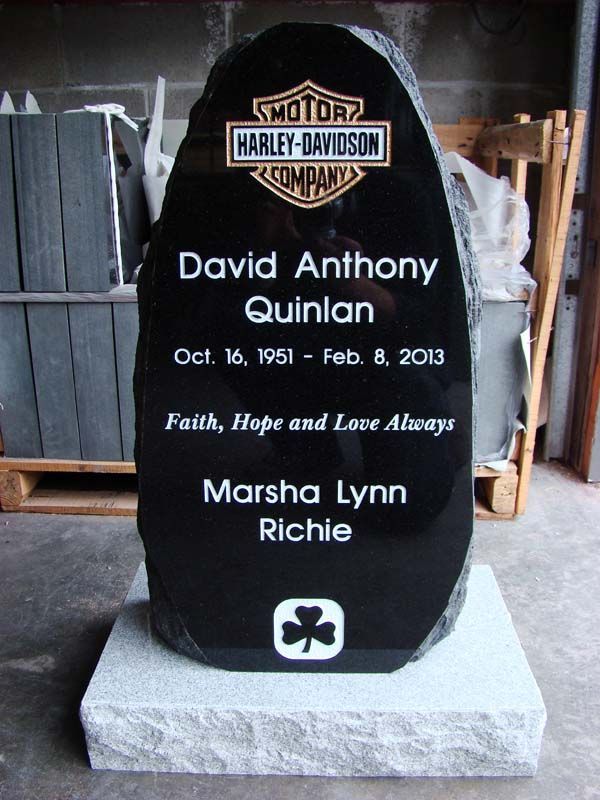 MOTOR
HARLEY-DAVIDSON
COMPANY
David Anthony
Quinlan
Oct. 16, 1951 - Feb. 8, 2013
Faith, Hope and Love Always
Marsha Lynn
Richie